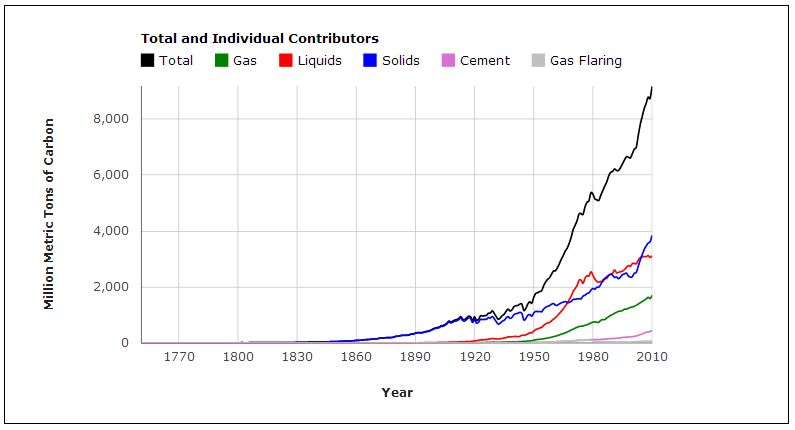 Total and Individual Contributors
Total Gas Liquids Solids Cement Gas Flaring
Million Metric Tons of Carbon
8,000
6,000
4,000
2,000
0
1770 1800 1830 1860 1890 1920 1950 1980 2010
Year